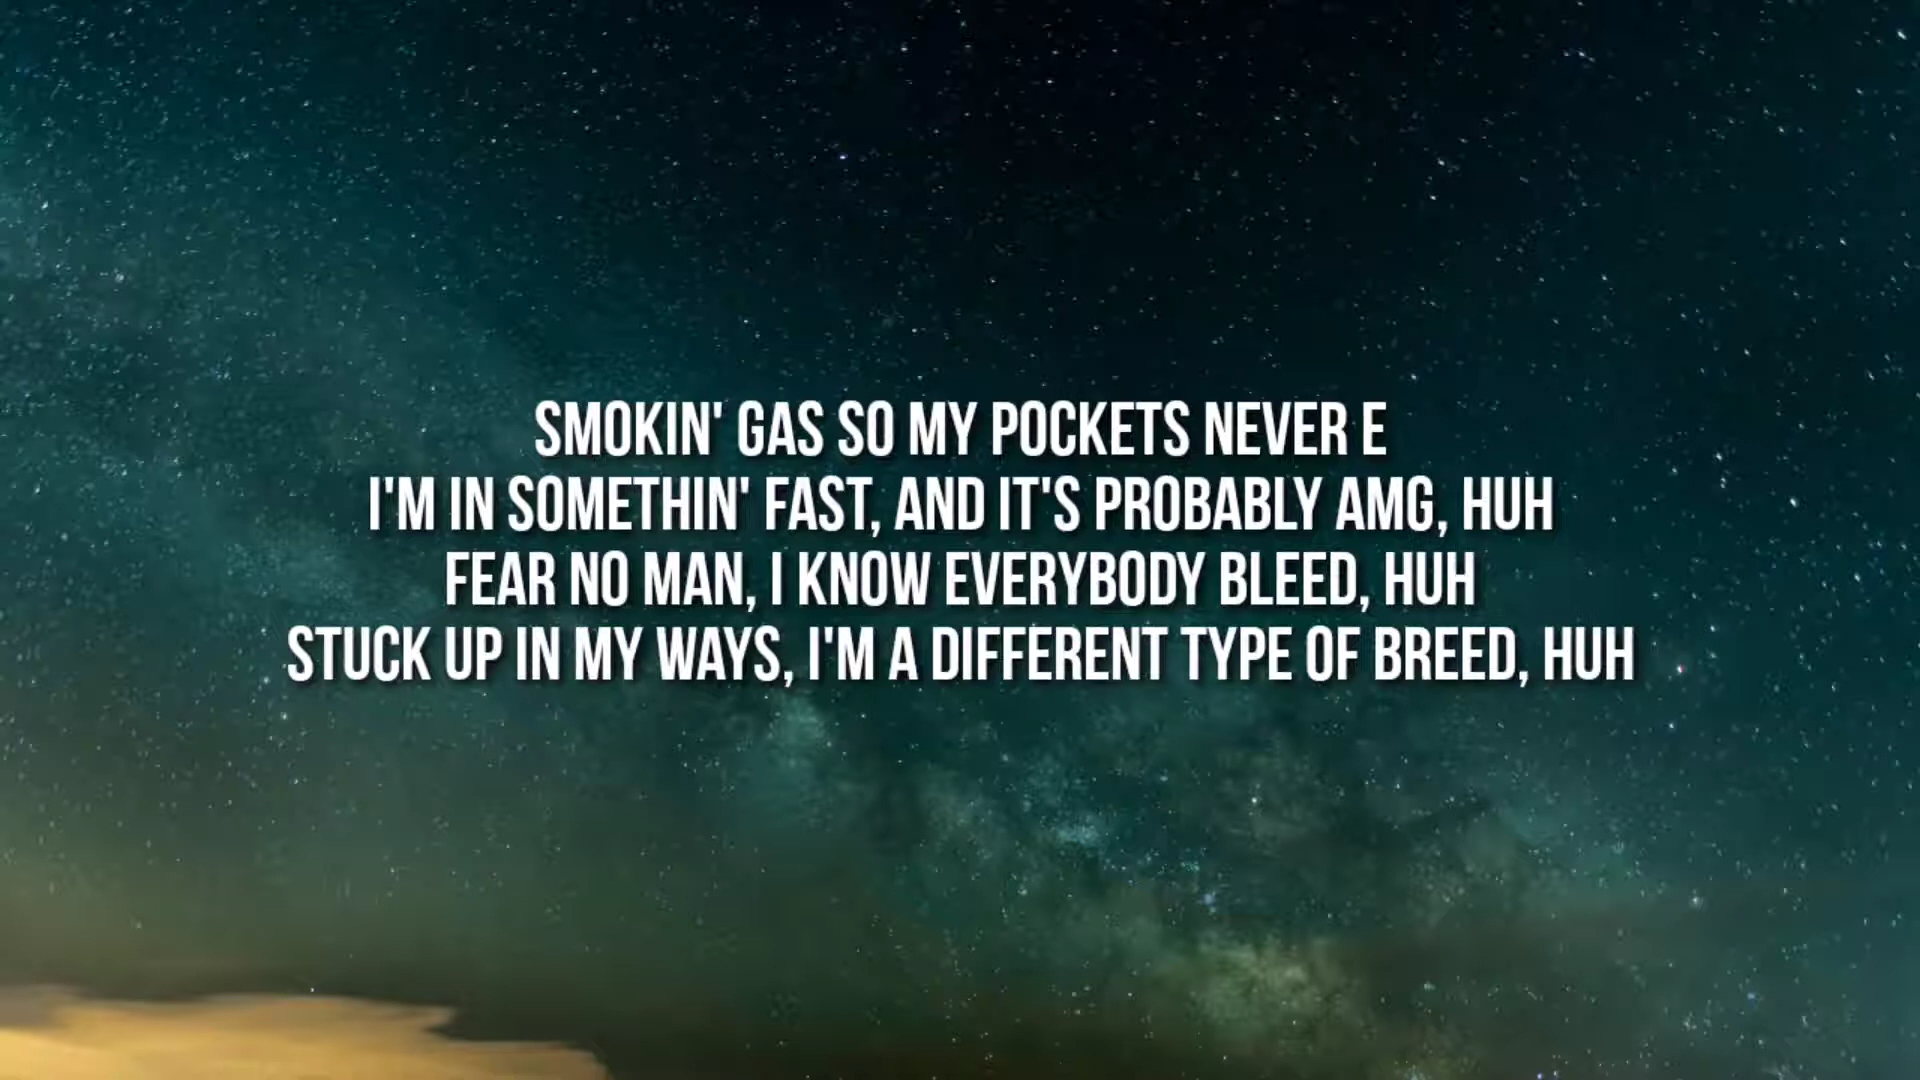 SMOKIN' GAS SO MY POCKETS NEVER E
I'M IN SOMETHIN' FAST, AND IT'S PROBABLY AMG, HUH
FEAR NO MAN, I KNOW EVERYBODY BLEED, HUH
STUCK UP IN MY WAYS, I'M A DIFFERENT TYPE OF BREED, HUH